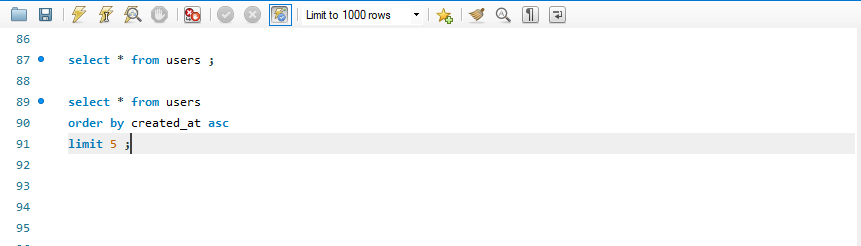 Limit to 1000 rows
86
87 select * from users ;
88
89 select * from users
90 order by created_at asc
91 limit 5 ;
92
93
94
95